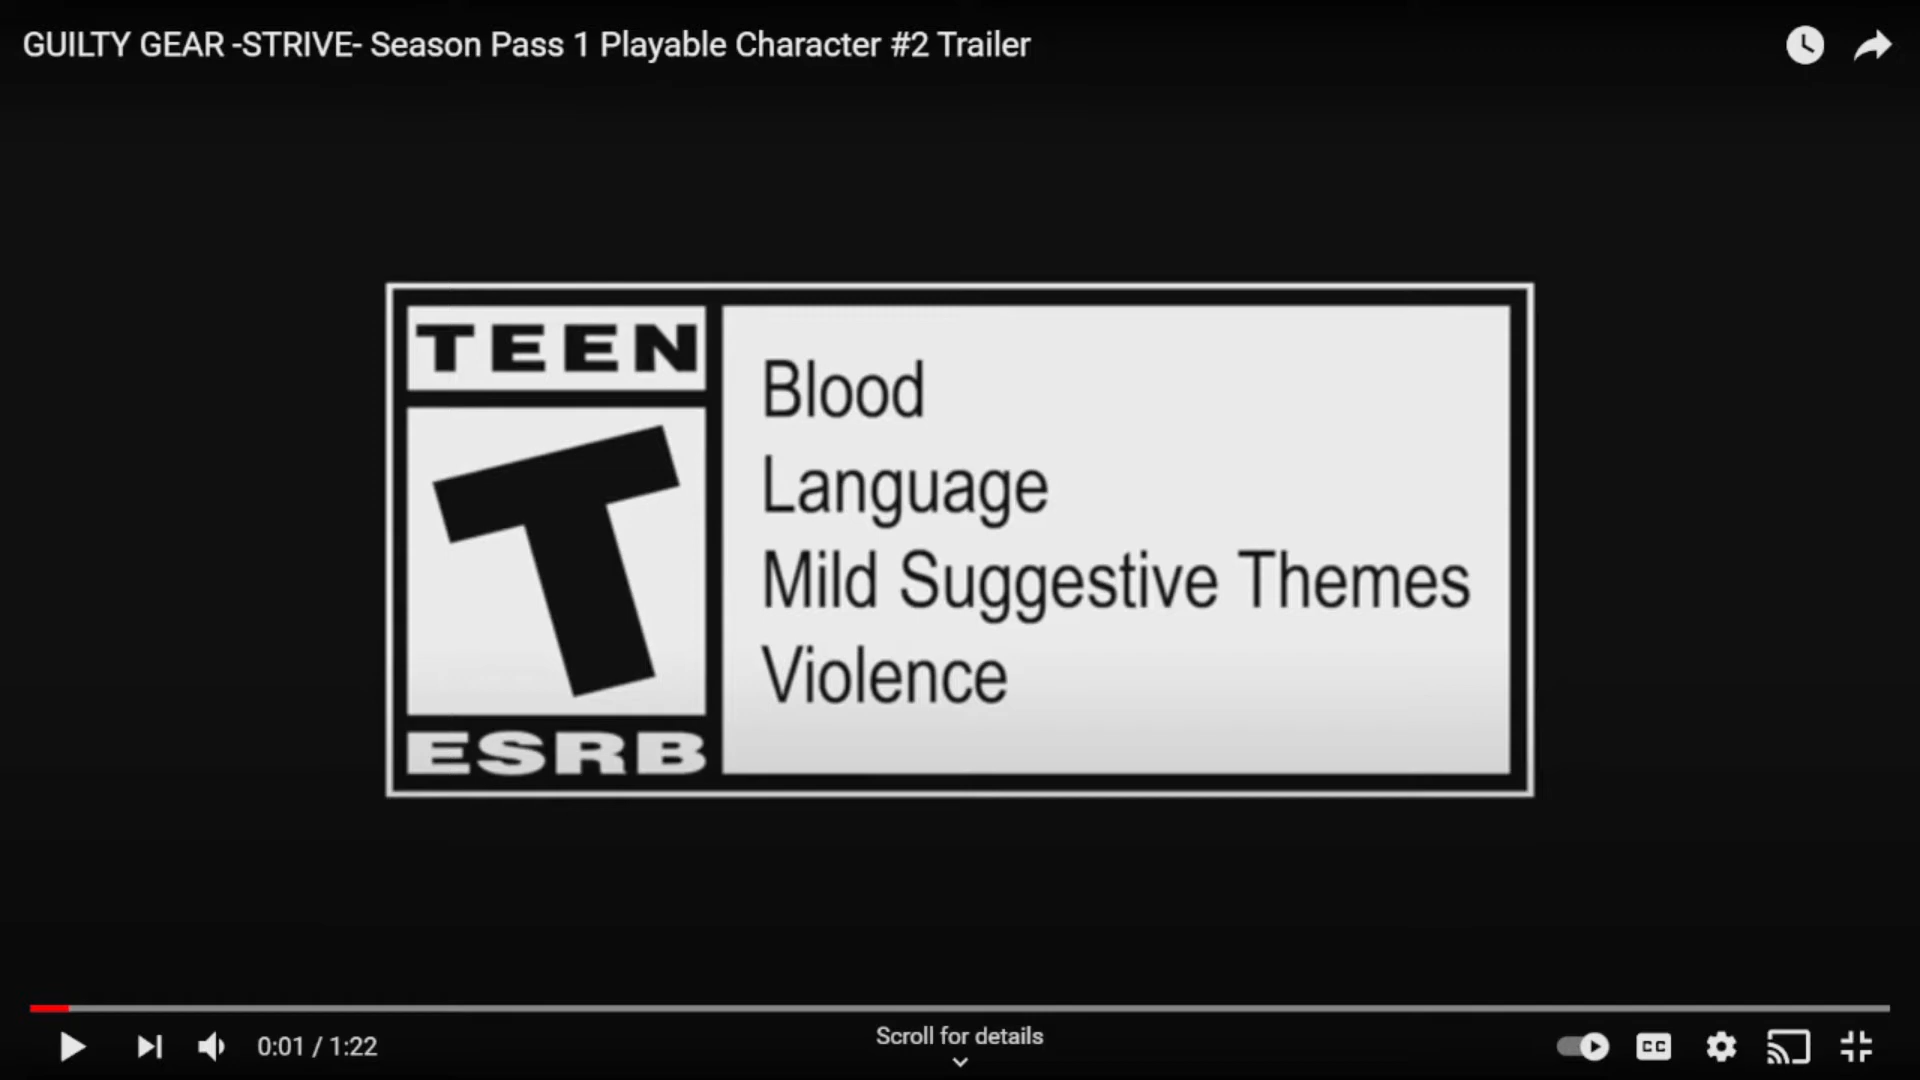 GUILTY GEAR -STRIVE- Season Pass 1 Playable Character #2 Trailer
TEEN
T
ESRB
Blood
Language
Mild Suggestive Themes
Violence
0:01 / 1:22
Scroll for details
CC